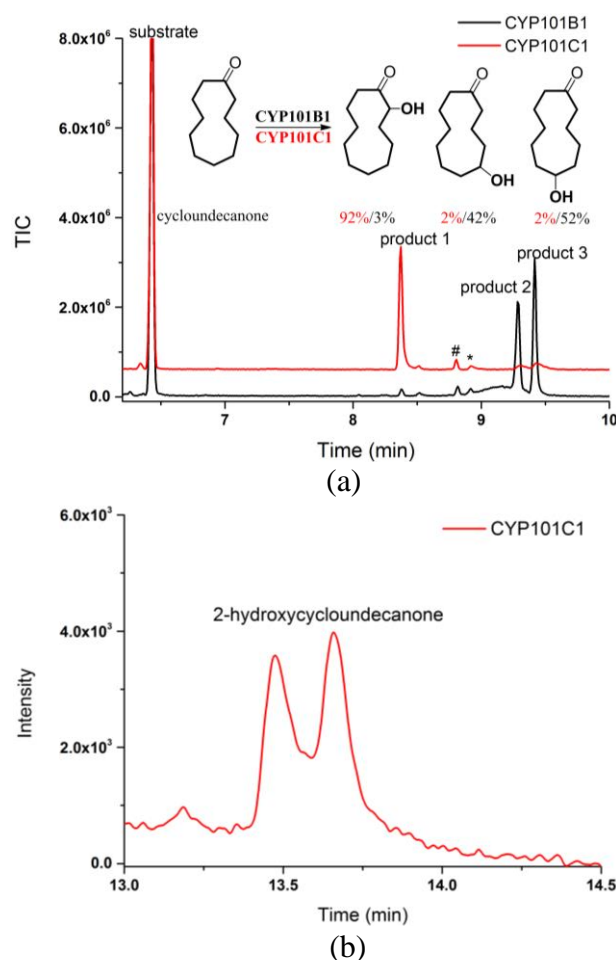 substrate
CYP101B1
CYP101C1
8.0x10⁶
6.0x10⁶
4.0x10⁶
2.0x10⁶
0.0
TIC
O
O
O
OH
OH
OH
CYP101B1
CYP101C1
cycloundecanone
92%/3%
2%/42%
2%/52%
product 1
product 2
product 3
#
*
7
8
9
10
Time (min)
(a)
6.0x10³
4.0x10³
2.0x10³
0.0
Intensity
CYP101C1
2-hydroxycycloundecanone
13.0
13.5
14.0
14.5
Time (min)
(b)